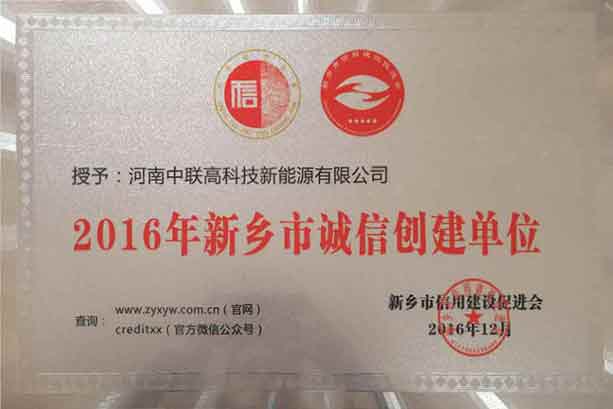 信
授予：河南中联高科技新能源有限公司
2016年新乡市诚信创建单位
查询：
www.zyxyw.com.cn（官网）
creditxx（官方微信公众号）
新乡市信用建设促进会
2016年12月